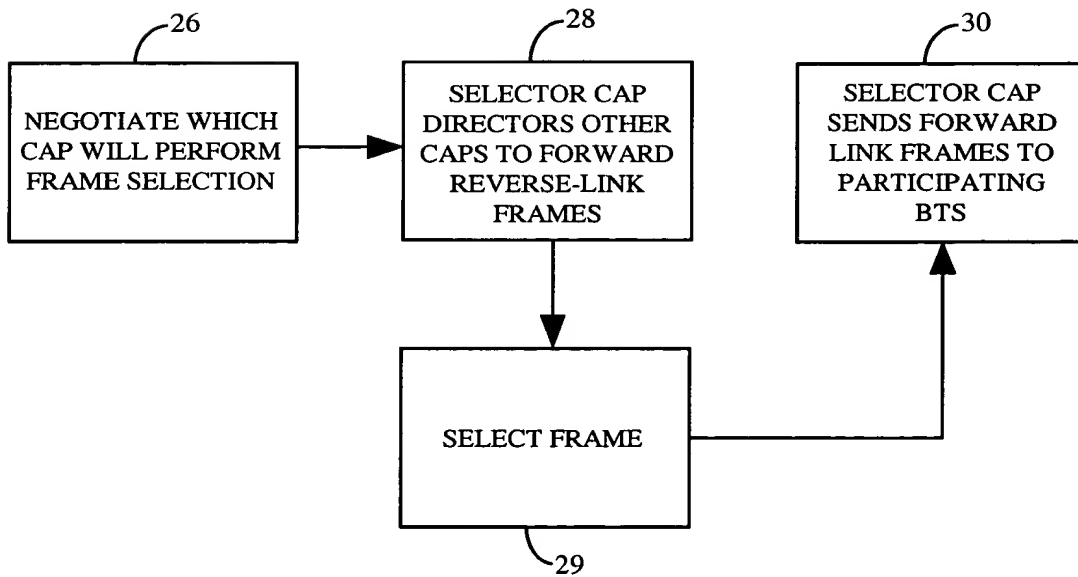 26
NEGOTIATE WHICH
CAP WILL PERFORM
FRAME SELECTION
28
SELECTOR CAP
DIRECTORS OTHER
CAPS TO FORWARD
REVERSE-LINK
FRAMES
30
SELECTOR CAP
SENDS FORWARD
LINK FRAMES TO
PARTICIPATING
BTS
SELECT FRAME
29